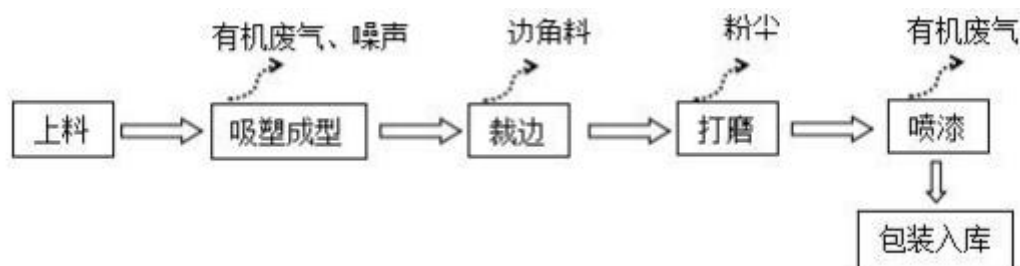 有机废气、噪声
边角料
粉尘
有机废气
上料
吸塑成型
裁边
打磨
喷漆
包装入库